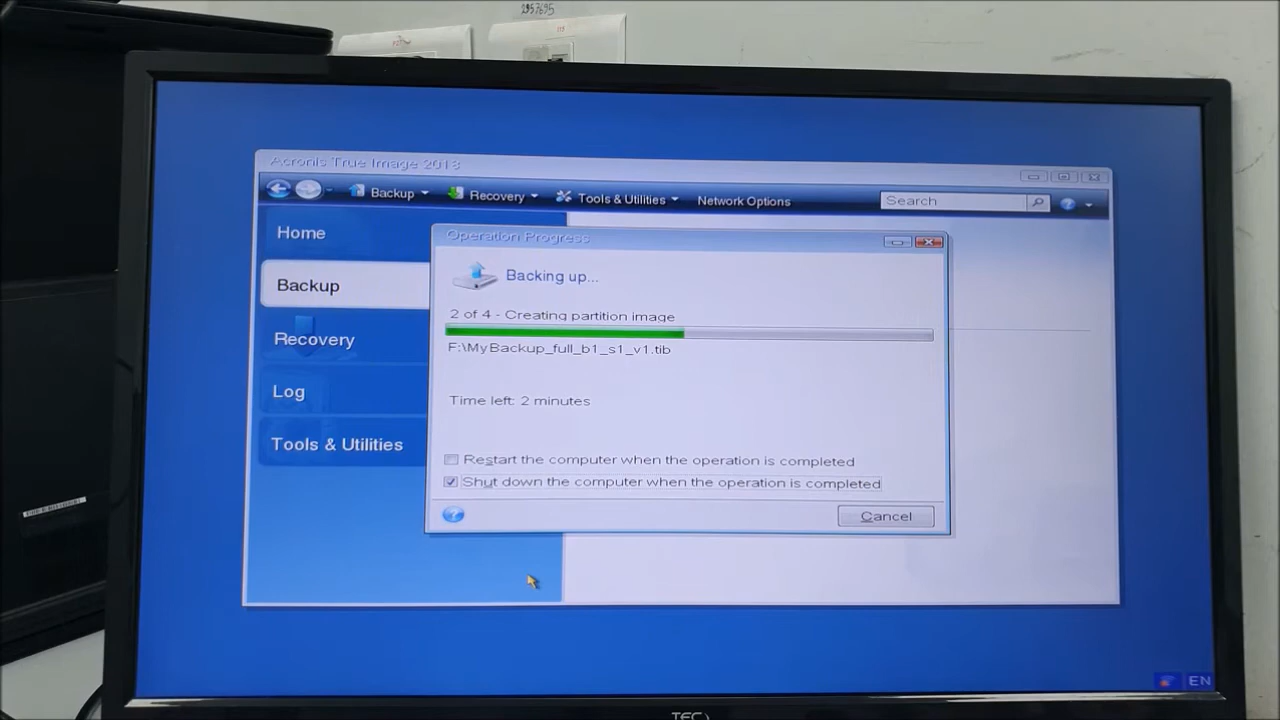 Acronis True Image 2013
Backup
Recovery
Tools & Utilities
Network Options
Search
Home
Backup
Recovery
Log
Tools & Utilities
Operation Progress
Backing up...
2 of 4 - Creating partition image
F:\MyBackup_full_b1_s1_v1.tib
Time left: 2 minutes
Restart the computer when the operation is completed
Shut down the computer when the operation is completed
Cancel
EN